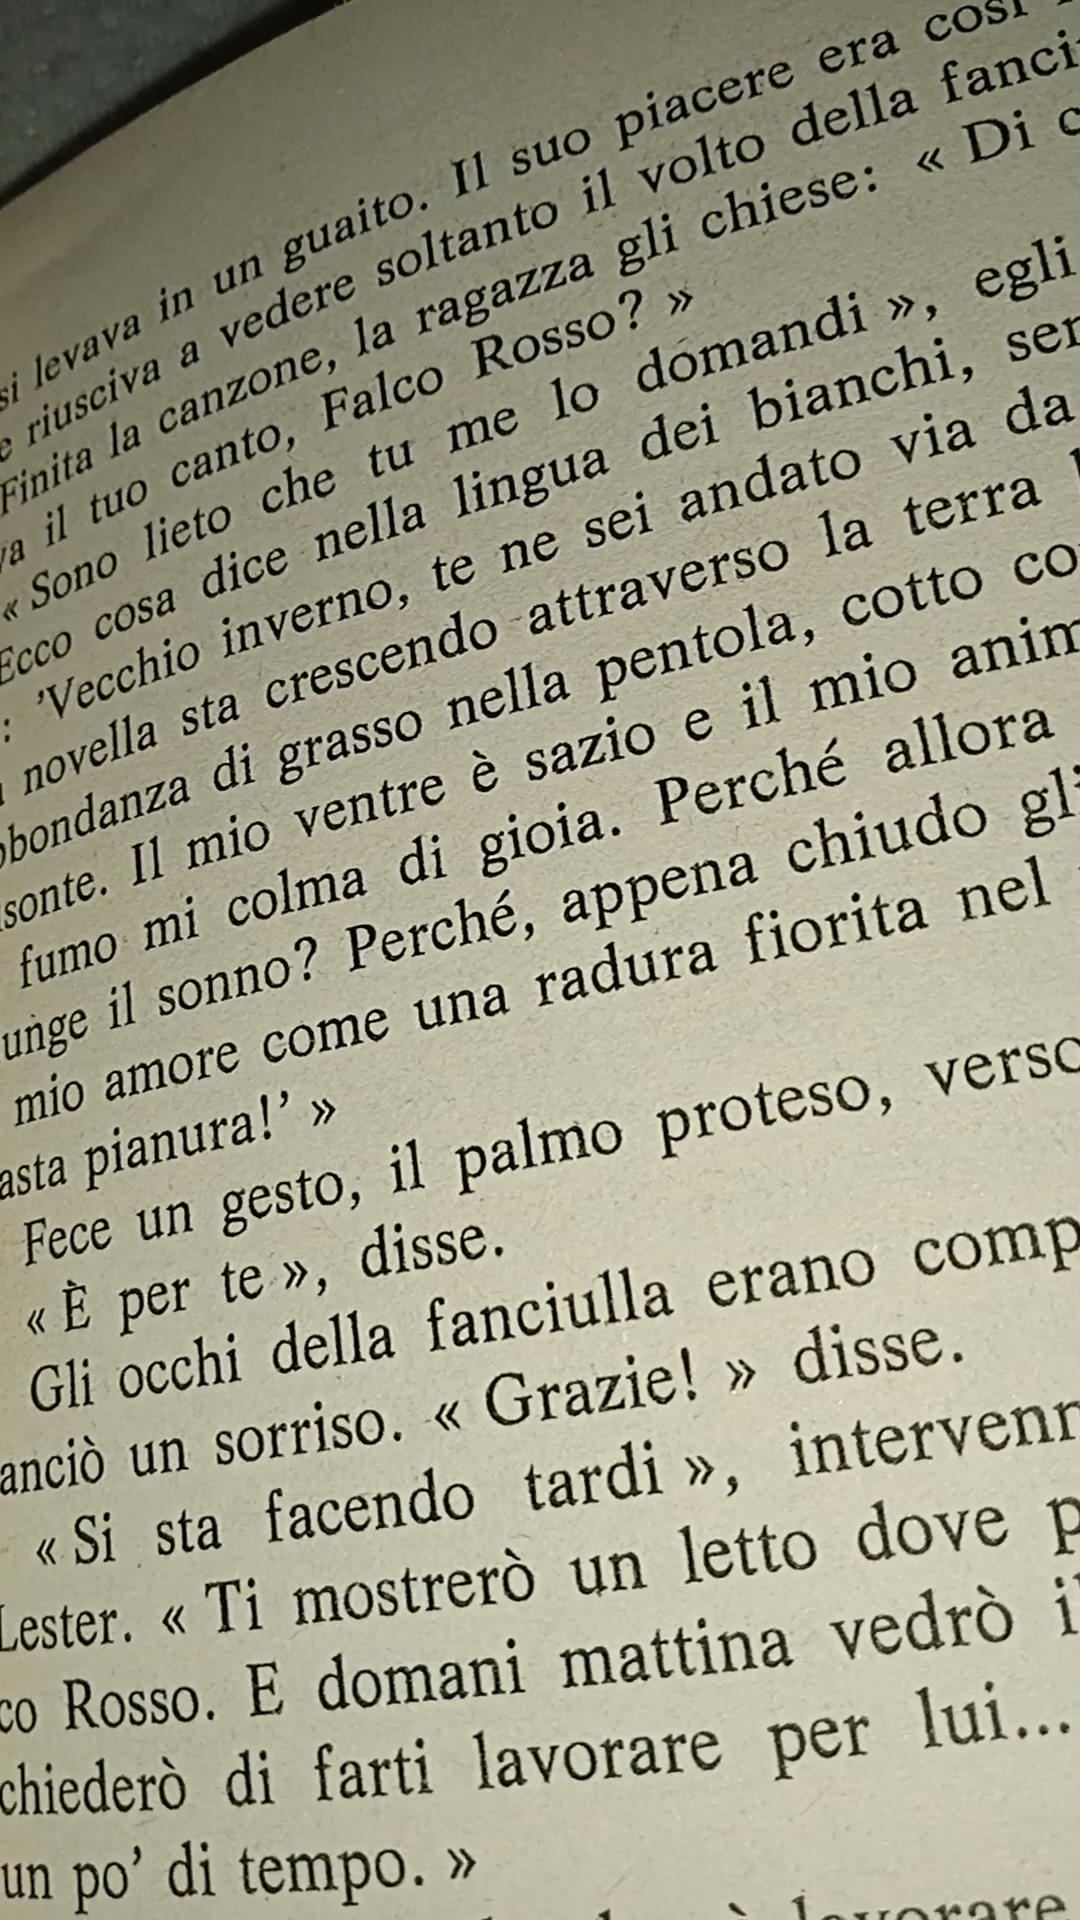 si levava in un guaito. Il suo piacere era così
riusciva a vedere soltanto il volto della fanci
Finita la canzone, la ragazza gli chiese: « Di c
va il tuo canto, Falco Rosso? »
« Sono lieto che tu me lo domandi », egli
Ecco cosa dice nella lingua dei bianchi, ser
: 'Vecchio inverno, te ne sei andato via da
novella sta crescendo attraverso la terra
bbondanza di grasso nella pentola, cotto co
sonte. Il mio ventre è sazio e il mio anim
fumo mi colma di gioia. Perché allora
unge il sonno? Perché, appena chiudo gli
mio amore come una radura fiorita nel
asta pianura!’ »
Fece un gesto, il palmo proteso, verso
« È per te », disse.
Gli occhi della fanciulla erano comp
anciò un sorriso. « Grazie! » disse.
« Si sta facendo tardi », intervenn
Lester. « Ti mostrerò un letto dove p
co Rosso. E domani mattina vedrò il
chiederò di farti lavorare per lui...
un po’ di tempo. »
lavorare